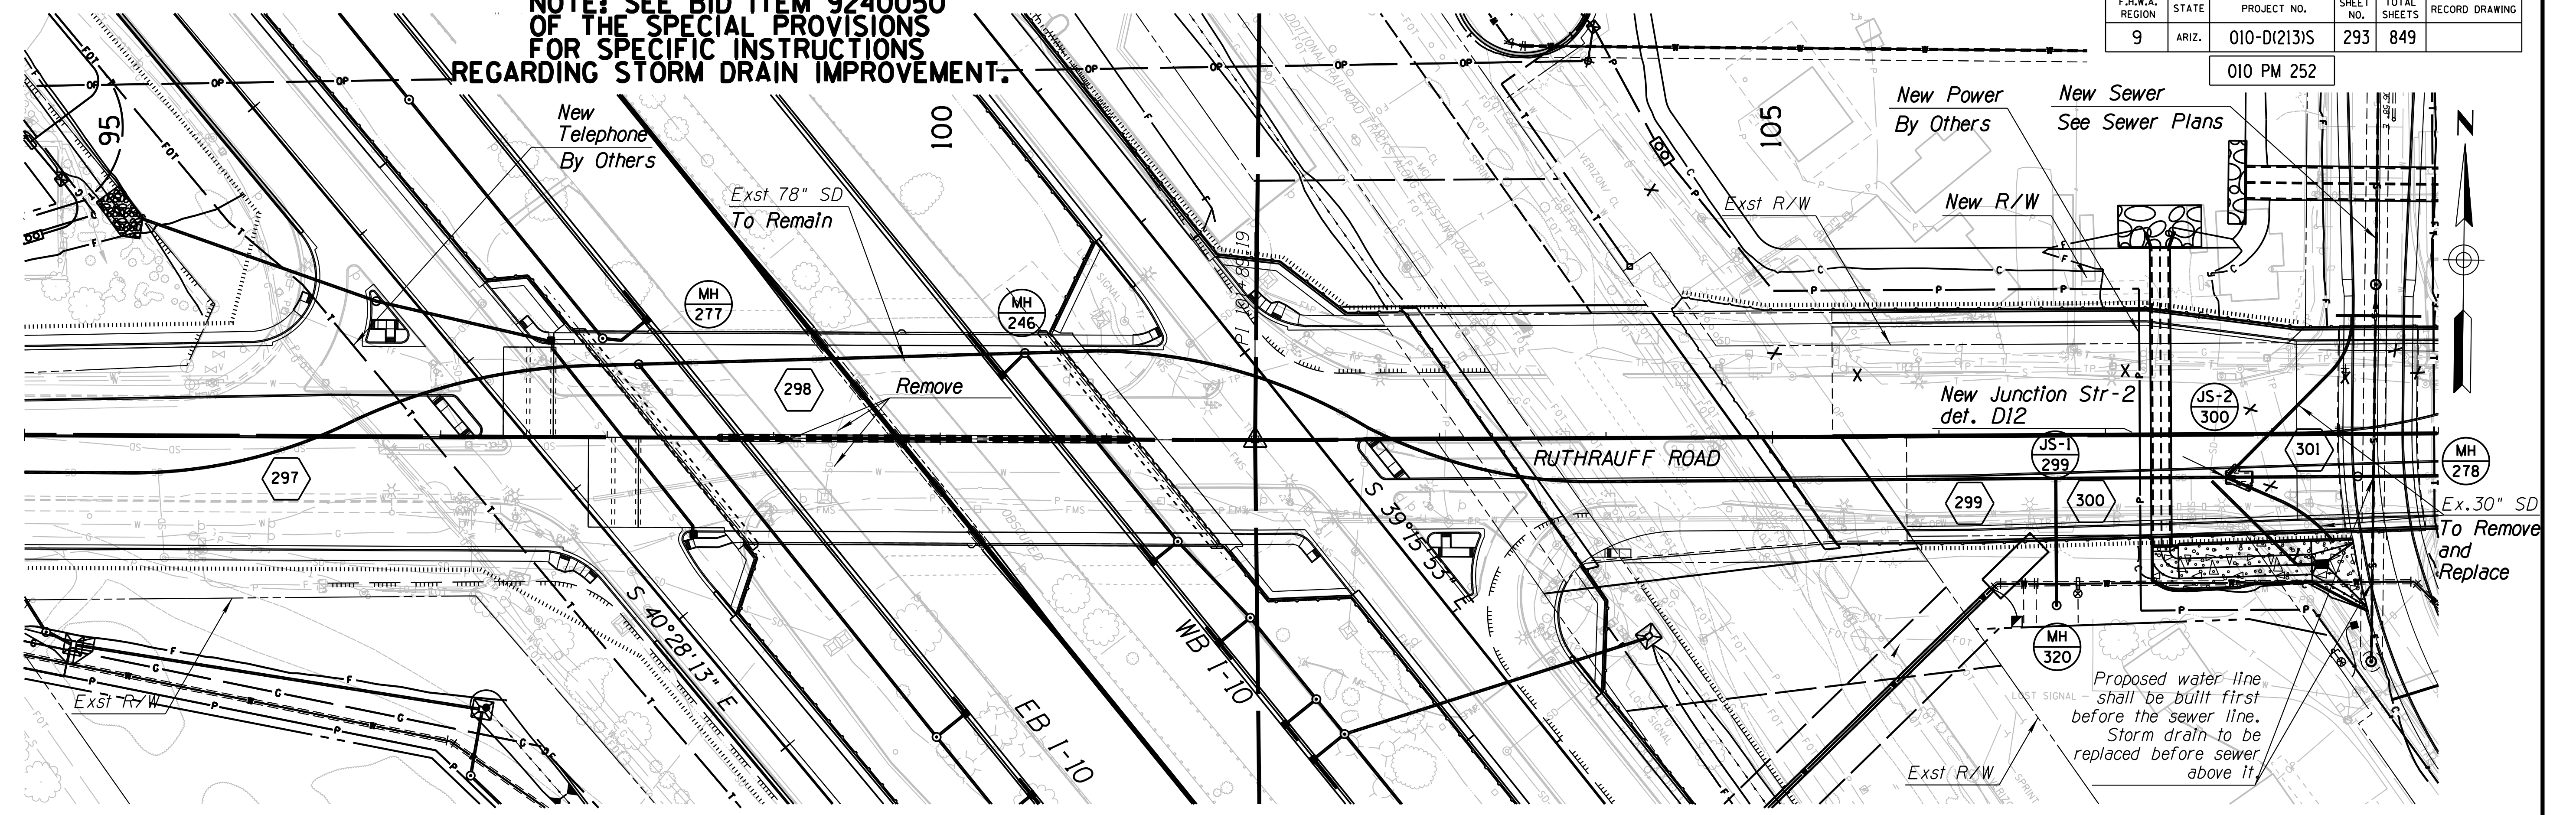 NOTE: SEE BID ITEM 9240050
OF THE SPECIAL PROVISIONS
FOR SPECIFIC INSTRUCTIONS
REGARDING STORM DRAIN IMPROVEMENT.
F.H.W.A. REGION
STATE
PROJECT NO.
SHEET NO.
TOTAL SHEETS
RECORD DRAWING
9
ARIZ.
010-D(213)S
293
849
010 PM 252
95
100
105
New
Telephone
By Others
Exst 78" SD
To Remain
New Power
By Others
New Sewer
See Sewer Plans
N
Exst R/W
New R/W
MH
277
MH
246
298
Remove
297
RUTHRAUFF ROAD
New Junction Str-2
det. D12
JS-2
300
JS-1
299
299
300
301
MH
278
Ex.30" SD
To Remove
and
Replace
S 39°15'53" E
S 40°28'13" E
WB I-10
EB I-10
Exst R/W
MH
320
Exst R/W
Proposed water line
shall be built first
before the sewer line.
Storm drain to be
replaced before sewer
above it.
OBSCURED
LOST SIGNAL